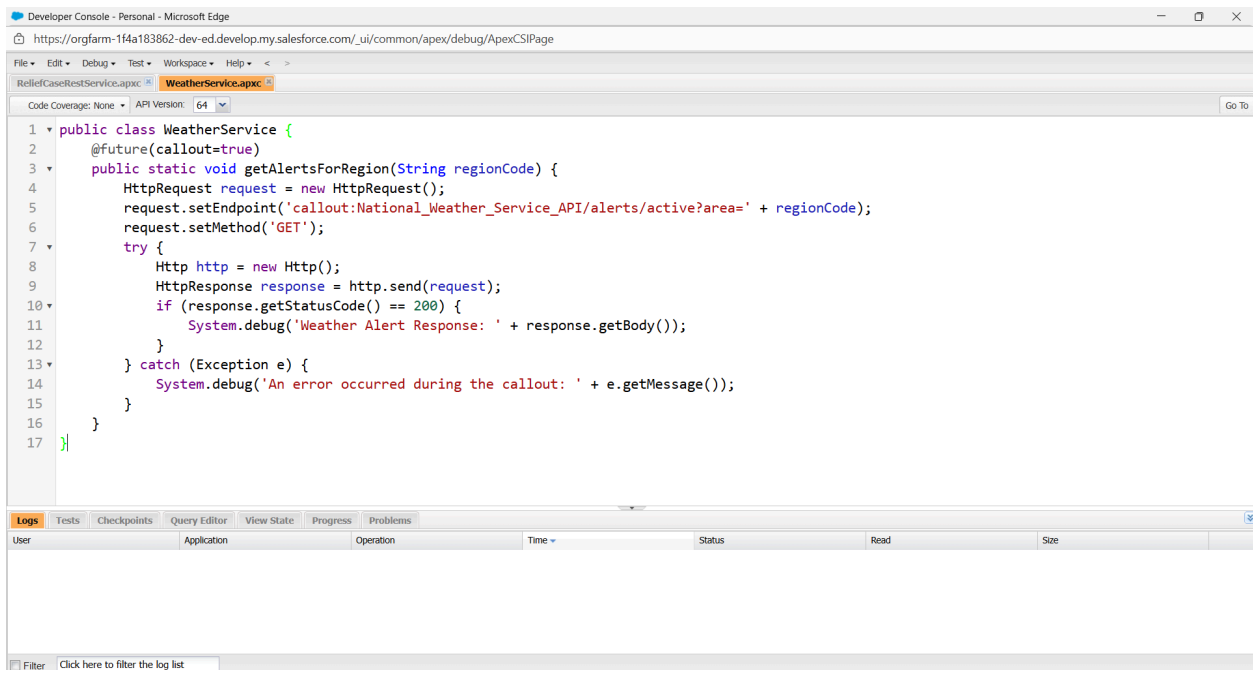 Developer Console - Personal - Microsoft Edge
https://orgfarm-1f4a183862-dev-ed.develop.my.salesforce.com/_ui/common/apex/debug/ApexCSIPage
File Edit Debug Test Workspace Help < >
ReliefCaseRestService.apxc WeatherService.apxc
Code Coverage: None API Version: 64 Go To
1 public class WeatherService {
2 @future(callout=true)
3 public static void getAlertsForRegion(String regionCode) {
4 HttpRequest request = new HttpRequest();
5 request.setEndpoint('callout:National_Weather_Service_API/alerts/active?area=' + regionCode);
6 request.setMethod('GET');
7 try {
8 Http http = new Http();
9 HttpResponse response = http.send(request);
10 if (response.getStatusCode() == 200) {
11 System.debug('Weather Alert Response: ' + response.getBody());
12 }
13 } catch (Exception e) {
14 System.debug('An error occurred during the callout: ' + e.getMessage());
15 }
16 }
17 }
Logs Tests Checkpoints Query Editor View State Progress Problems
User Application Operation Time Status Read Size
Filter Click here to filter the log list